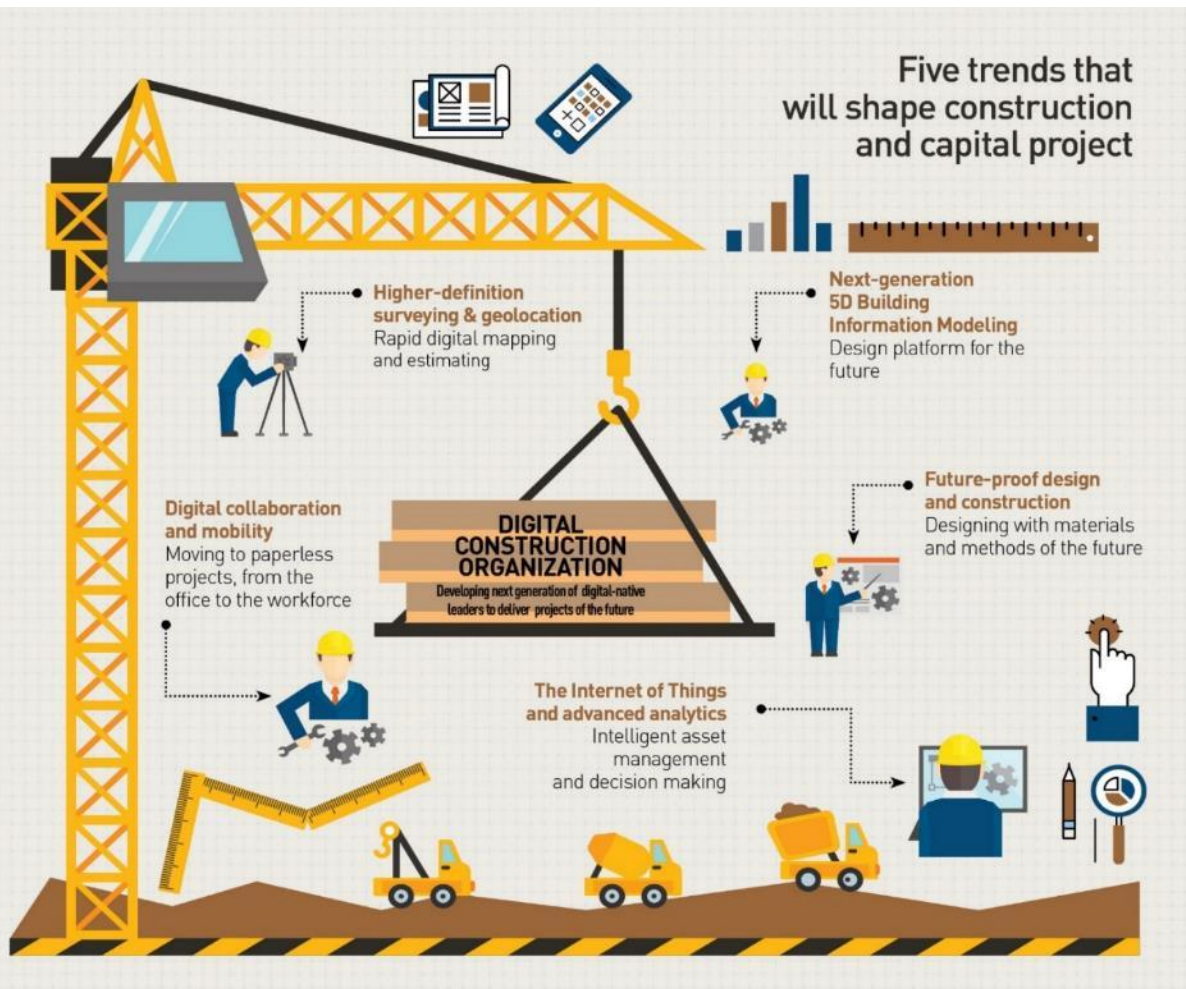 Five trends that
will shape construction
and capital project
Higher-definition
surveying & geolocation
Rapid digital mapping
and estimating
Next-generation
5D Building
Information Modeling
Design platform for the
future
Digital collaboration
and mobility
Moving to paperless
projects, from the
office to the workforce
DIGITAL
CONSTRUCTION
ORGANIZATION
Developing next generation of digital-native
leaders to deliver projects of the future
Future-proof design
and construction
Designing with materials
and methods of the future
The Internet of Things
and advanced analytics
Intelligent asset
management
and decision making